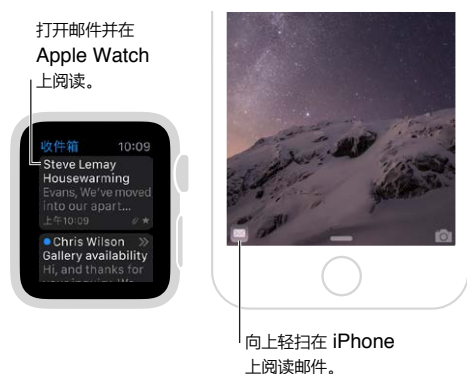 打开邮件并在
Apple Watch
上阅读。
收件箱 10:09
Steve Lemay
Housewarming
Evans, We've moved
into our apart...
上午10:09
Chris Wilson
Gallery availability
Hi, and thanks for
向上轻扫在 iPhone
上阅读邮件。